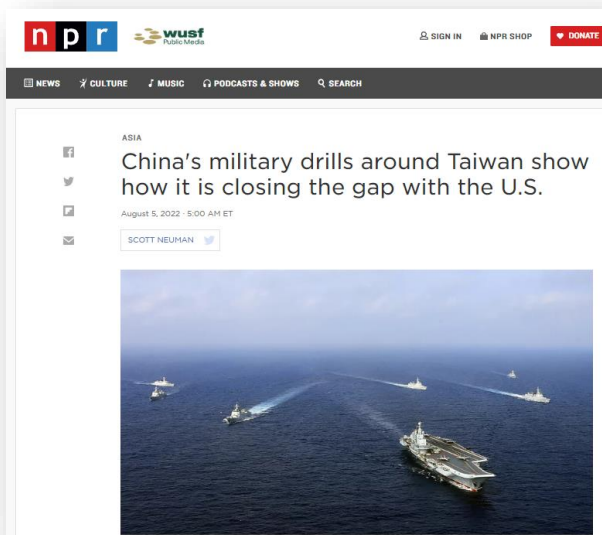 npr wusf
Public Media
SIGN IN NPR SHOP DONATE
NEWS CULTURE MUSIC PODCASTS & SHOWS SEARCH
ASIA
China's military drills around Taiwan show
how it is closing the gap with the U.S.
August 5, 2022 · 5:00 AM ET
SCOTT NEUMAN